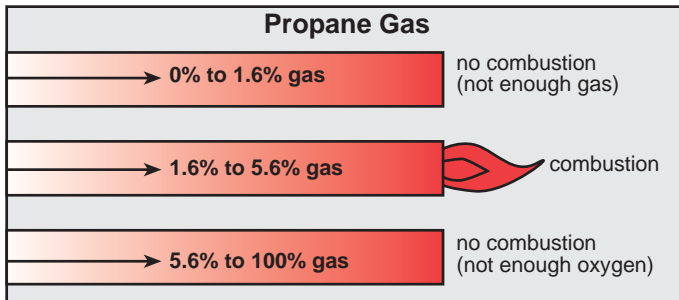 Propane Gas
0% to 1.6% gas
no combustion
(not enough gas)
1.6% to 5.6% gas
combustion
5.6% to 100% gas
no combustion
(not enough oxygen)